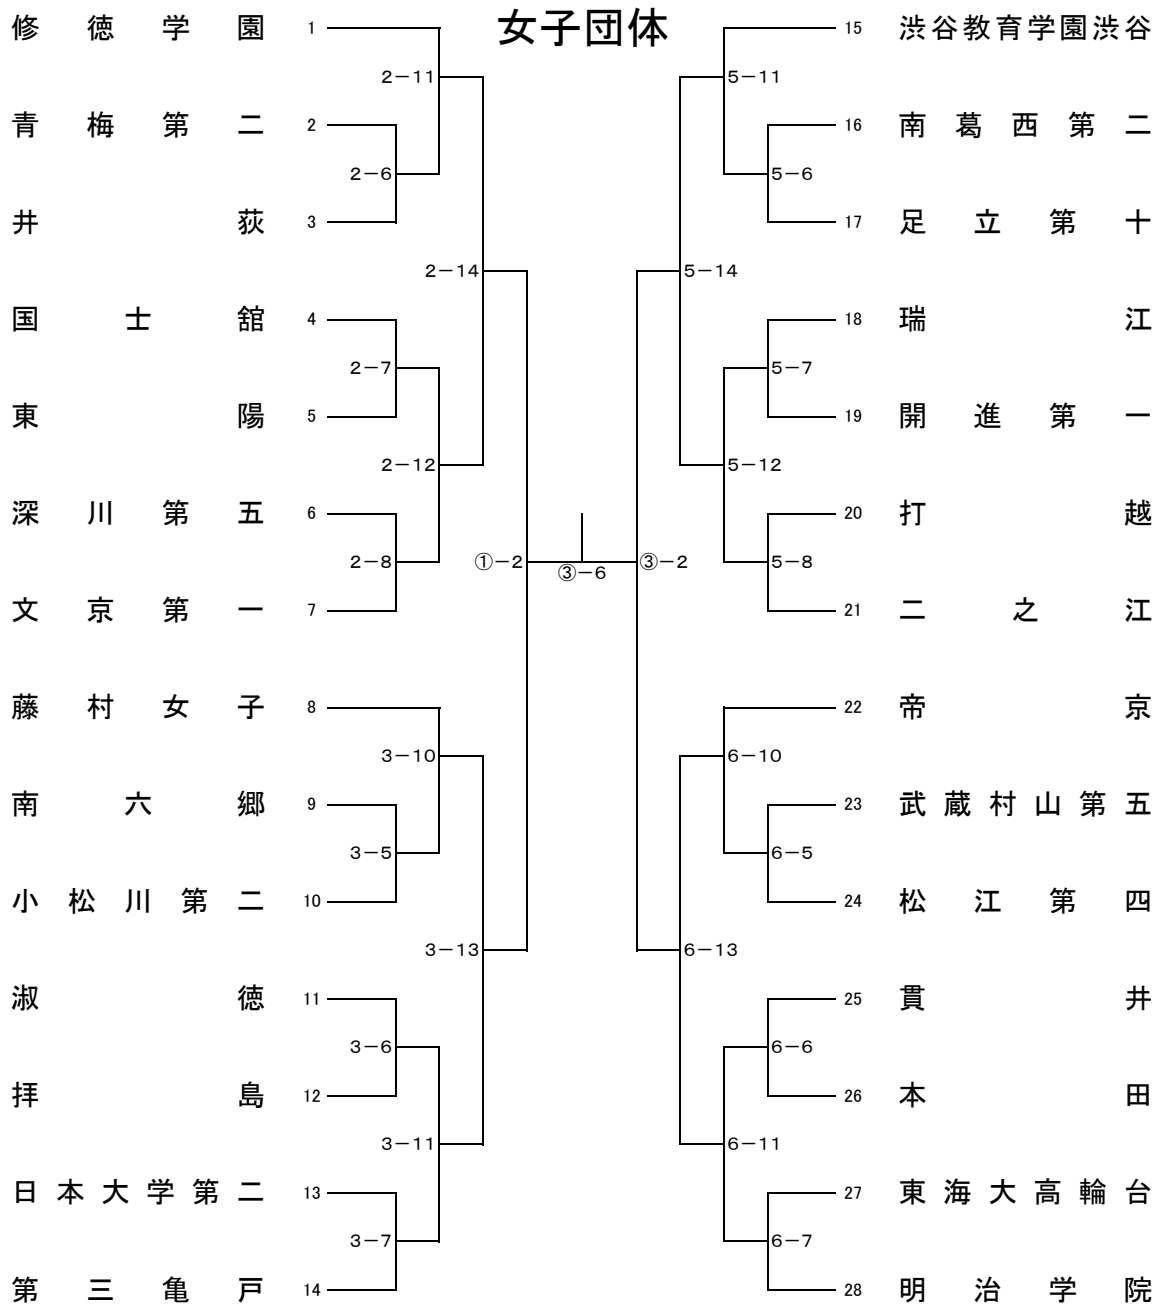 女子団体
修徳学園 1
2－11
青梅第二 2
2－6
井荻 3
2－14
国士舘 4
2－7
東陽 5
2－12
深川第五 6
2－8
文京第一 7
①－2
藤村女子 8
3－10
南六郷 9
3－5
小松川第二 10
3－13
淑徳 11
3－6
拝島 12
3－11
日本大学第二 13
3－7
第三亀戸 14
③－6
15 渋谷教育学園渋谷
5－11
16 南葛西第二
5－6
17 足立第十
5－14
18 瑞江
5－7
19 開進第一
5－12
20 打越
5－8
21 二之江
③－2
22 帝京
6－10
23 武蔵村山第五
6－5
24 松江第四
6－13
25 貫井
6－6
26 本田
6－11
27 東海大高輪台
6－7
28 明治学院